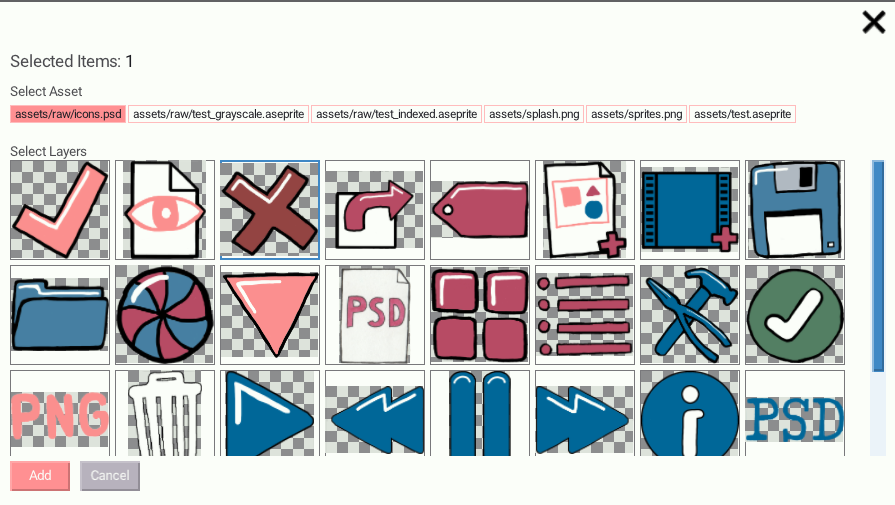 Selected Items: 1
Select Asset
assets/raw/icons.psd assets/raw/test_grayscale.aseprite assets/raw/test_indexed.aseprite assets/splash.png assets/sprites.png assets/test.aseprite
Select Layers
PSD
PNG PSD
Add Cancel